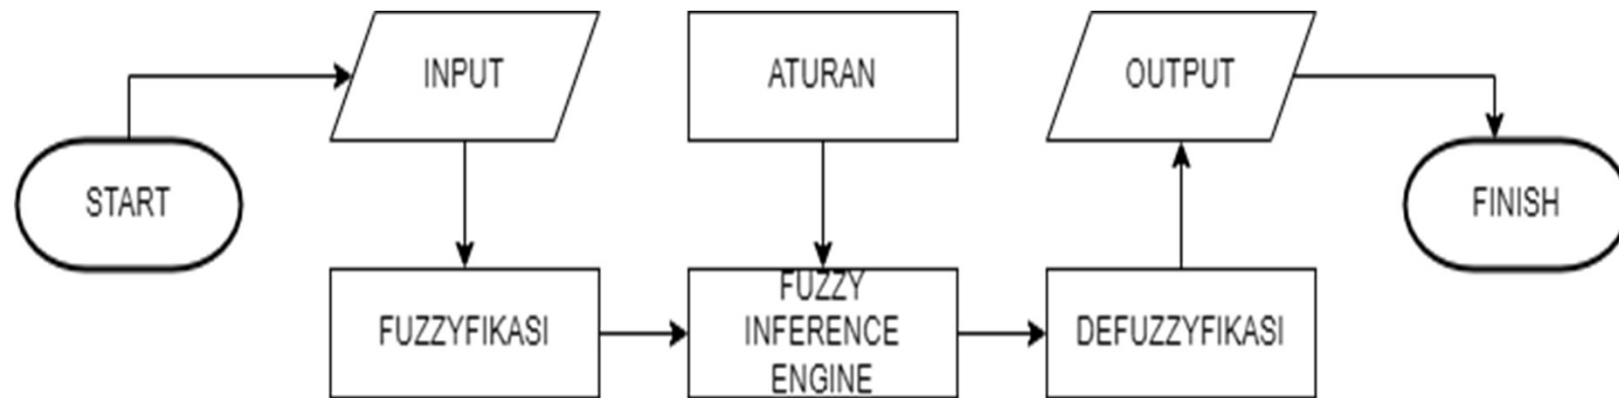 START
INPUT
FUZZYFIKASI
ATURAN
FUZZY
INFERENCE
ENGINE
DEFUZZYFIKASI
OUTPUT
FINISH